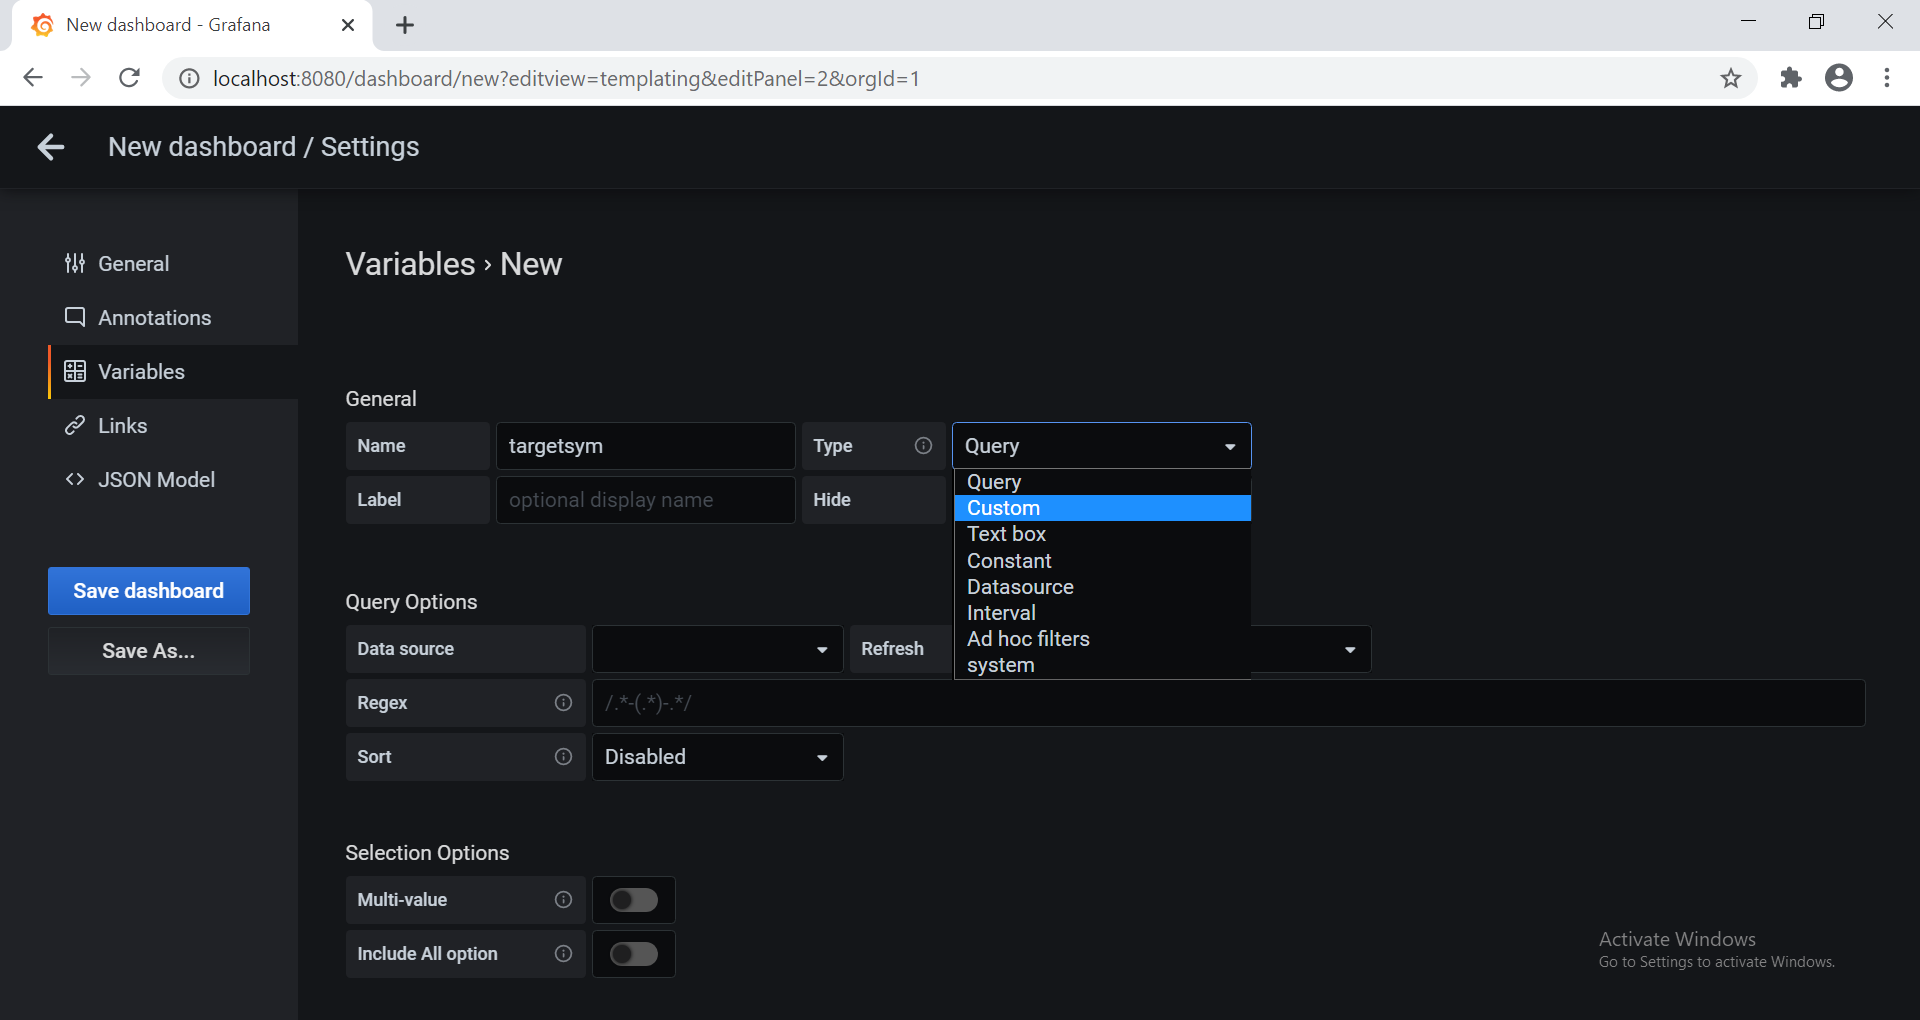 New dashboard - Grafana
localhost:8080/dashboard/new?editview=templating&editPanel=2&orgId=1
New dashboard / Settings
General
Annotations
Variables
Links
JSON Model
Save dashboard
Save As...
Variables › New
General
Name targetsym Type Query
Label optional display name Hide
Query
Custom
Text box
Constant
Datasource
Interval
Ad hoc filters
system
Query Options
Data source Refresh
Regex /.*-(.*)-.*/
Sort Disabled
Selection Options
Multi-value
Include All option
Activate Windows
Go to Settings to activate Windows.